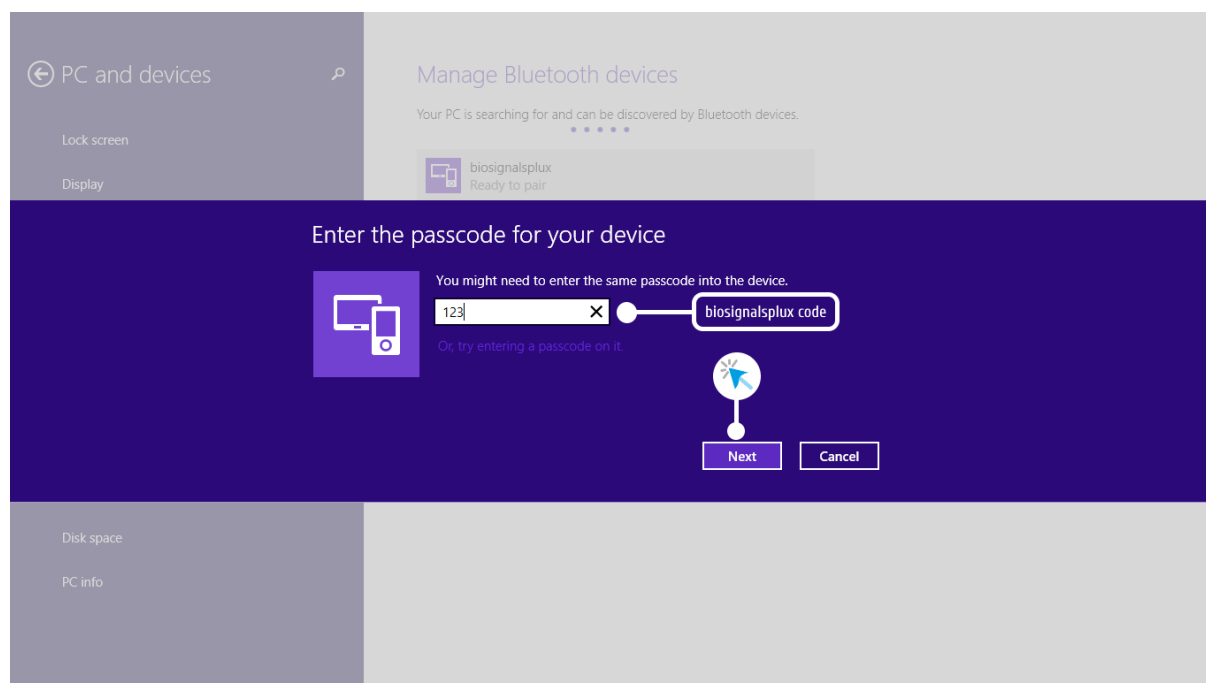 PC and devices
Lock screen
Display
Manage Bluetooth devices
Your PC is searching for and can be discovered by Bluetooth devices.
biosignalsplux
Ready to pair
Enter the passcode for your device
You might need to enter the same passcode into the device.
123
biosignalsplux code
Or, try entering a passcode on it.
Next
Cancel
Disk space
PC info